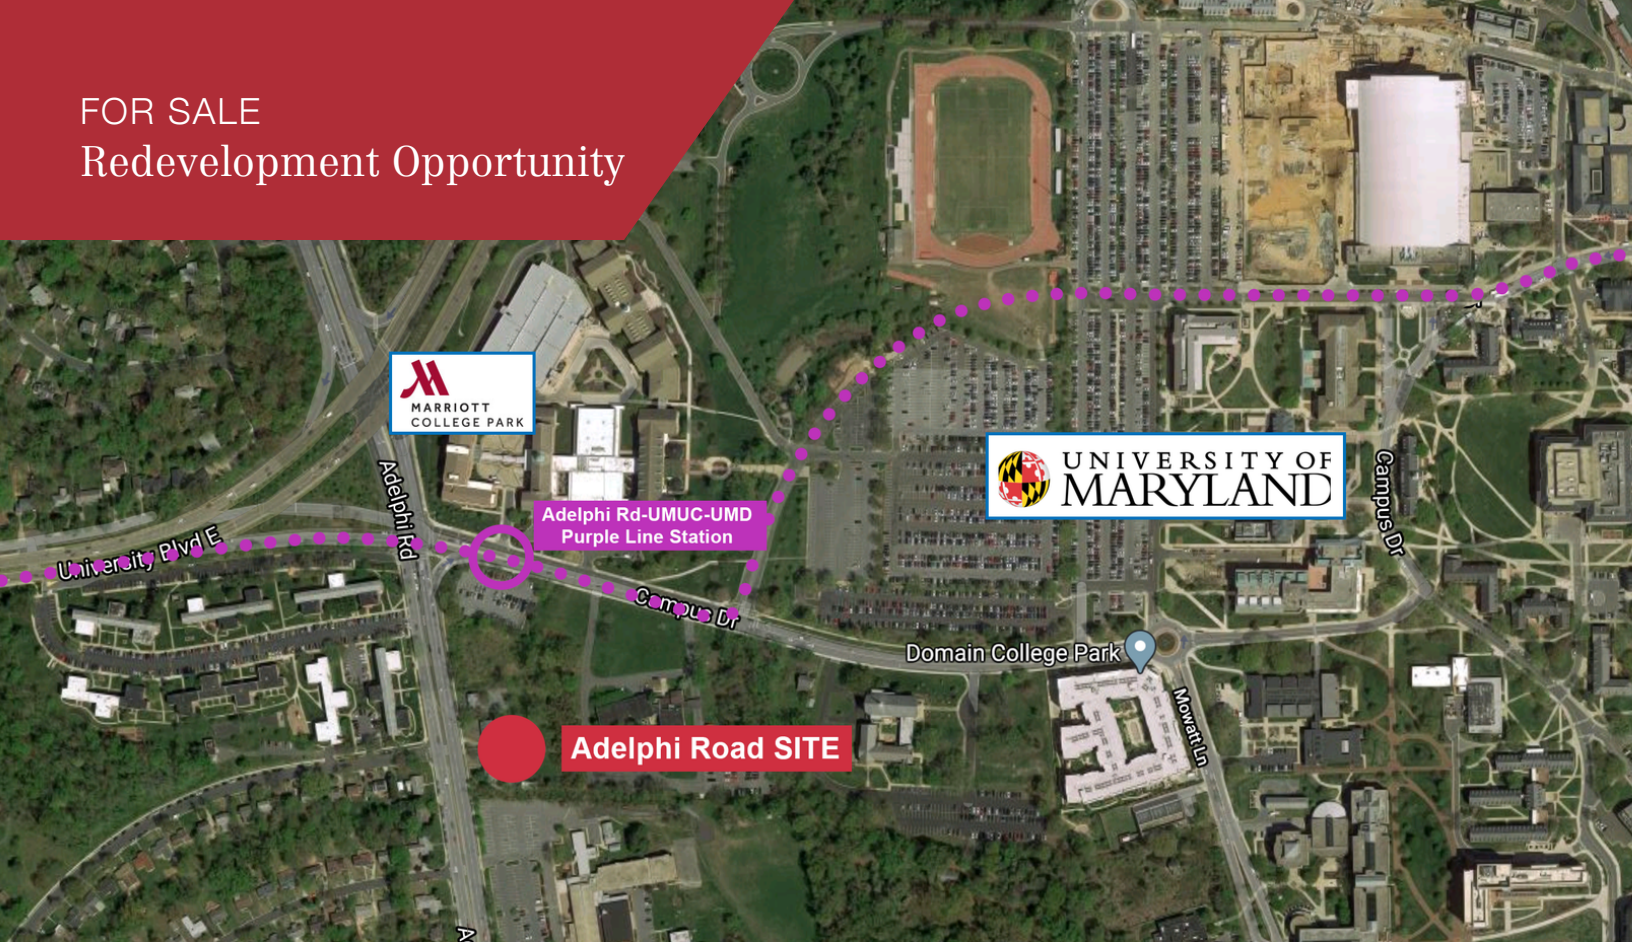 FOR SALE
Redevelopment Opportunity
MARRIOTT
COLLEGE PARK
Adelphi Rd
University Blvd E
Adelphi Rd-UMUC-UMD
Purple Line Station
UNIVERSITY OF
MARYLAND
Campus Dr
Campus Dr
Domain College Park
Mowatt Ln
Adelphi Road SITE
A